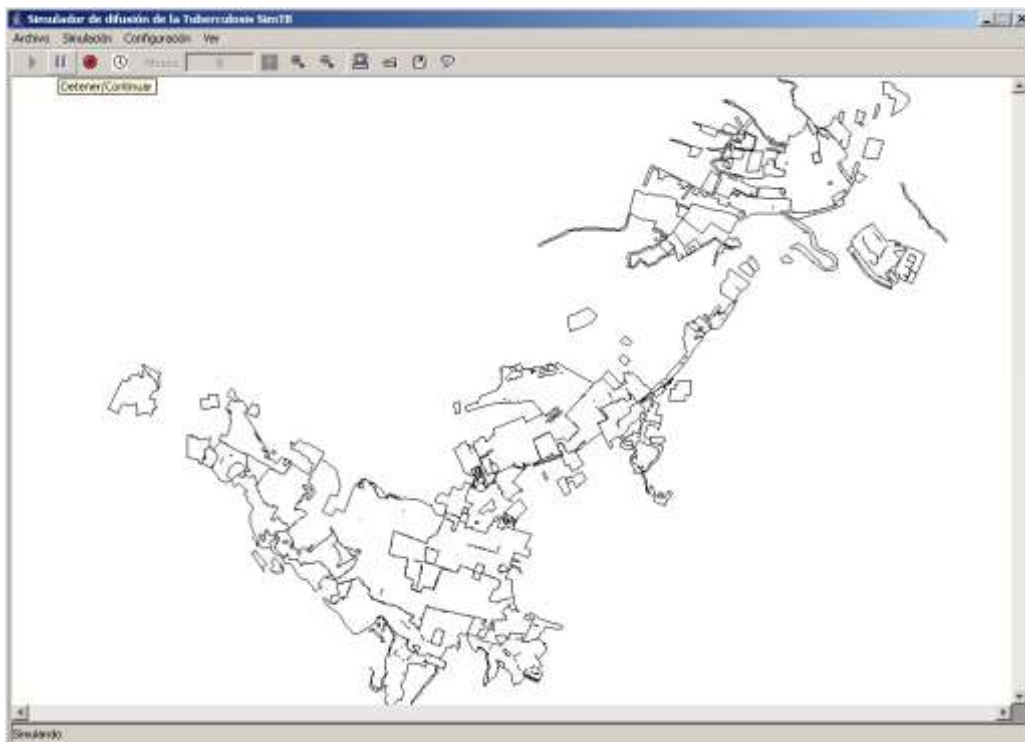 Simulador de difusión de la Tuberculosis SimTB
Archivo Simulación Configuración Ver
Detener/Continuar
Simulando